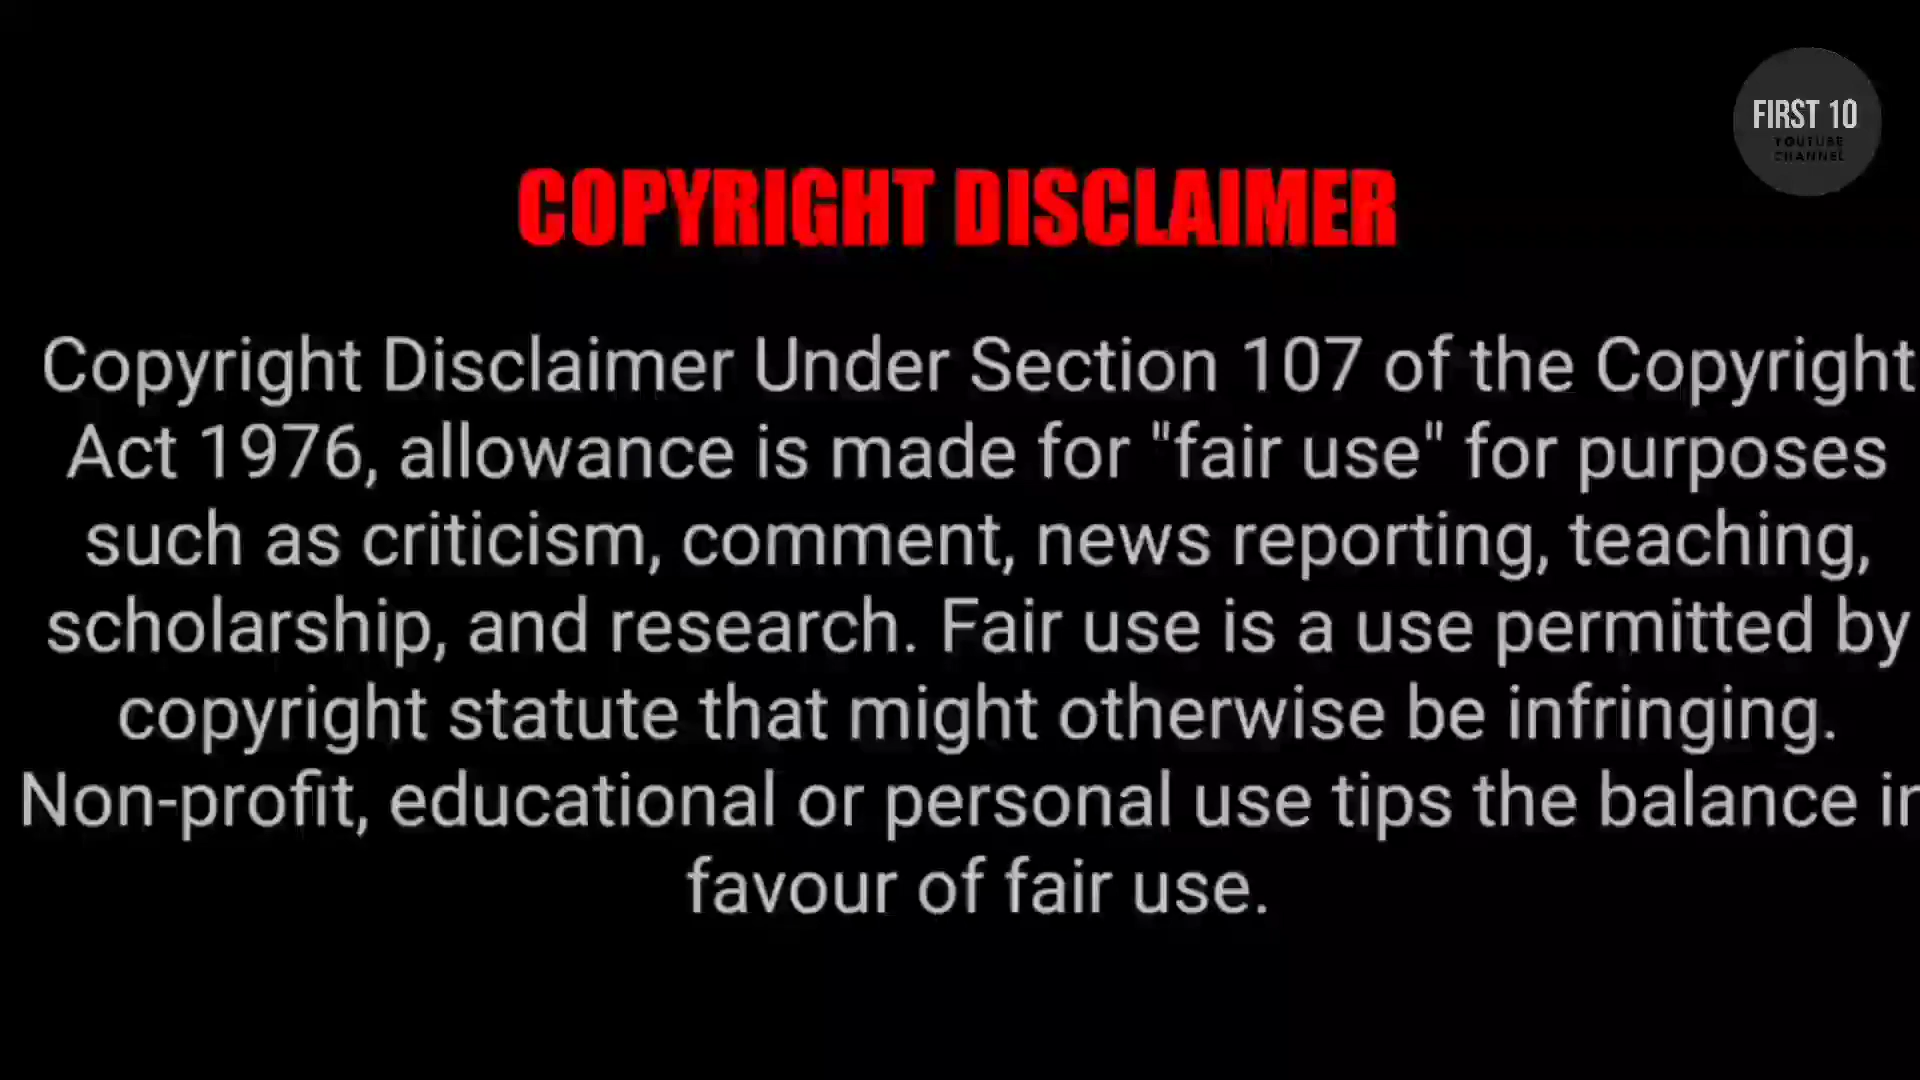 FIRST 10
YOUTUBE
CHANNEL
COPYRIGHT DISCLAIMER
Copyright Disclaimer Under Section 107 of the Copyright
Act 1976, allowance is made for "fair use" for purposes
such as criticism, comment, news reporting, teaching,
scholarship, and research. Fair use is a use permitted by
copyright statute that might otherwise be infringing.
Non-profit, educational or personal use tips the balance in
favour of fair use.